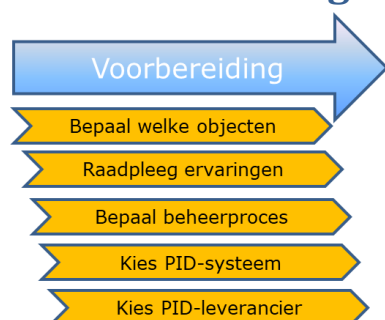 Voorbereiding
Bepaal welke objecten
Raadpleeg ervaringen
Bepaal beheerproces
Kies PID-systeem
Kies PID-leverancier